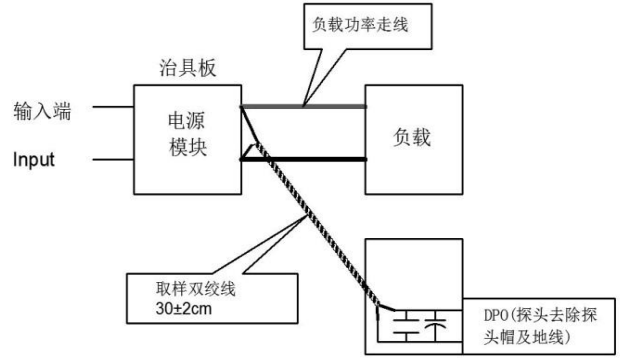 负载功率走线
治具板
输入端
电源
模块
负载
Input
取样双绞线
30±2cm
DPO(探头去除探
头帽及地线)